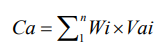 Ca = ∑₁ⁿ Wi × Vai